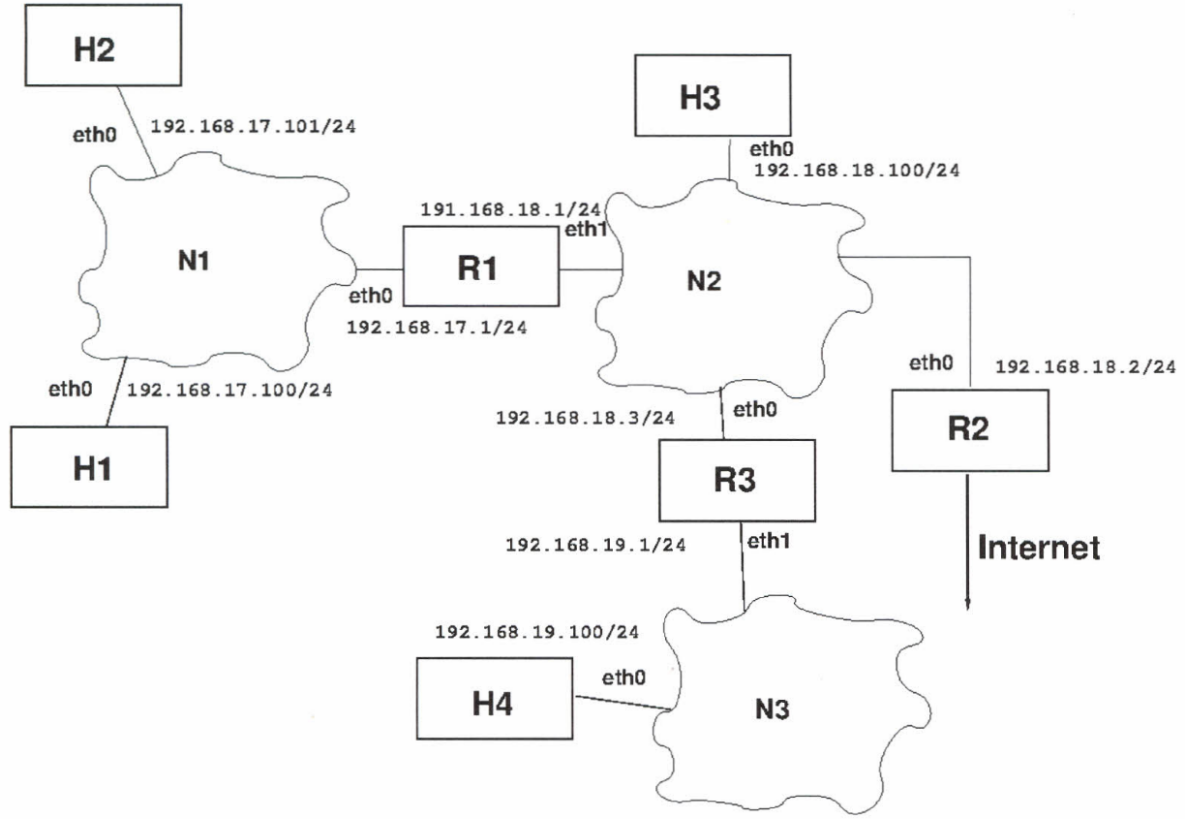 H2
eth0
192.168.17.101/24
H3
eth0
192.168.18.100/24
191.168.18.1/24
eth1
N1
R1
N2
eth0
192.168.17.1/24
eth0
192.168.17.100/24
H1
eth0
192.168.18.2/24
R2
192.168.18.3/24
eth0
R3
192.168.19.1/24
eth1
Internet
192.168.19.100/24
eth0
H4
N3